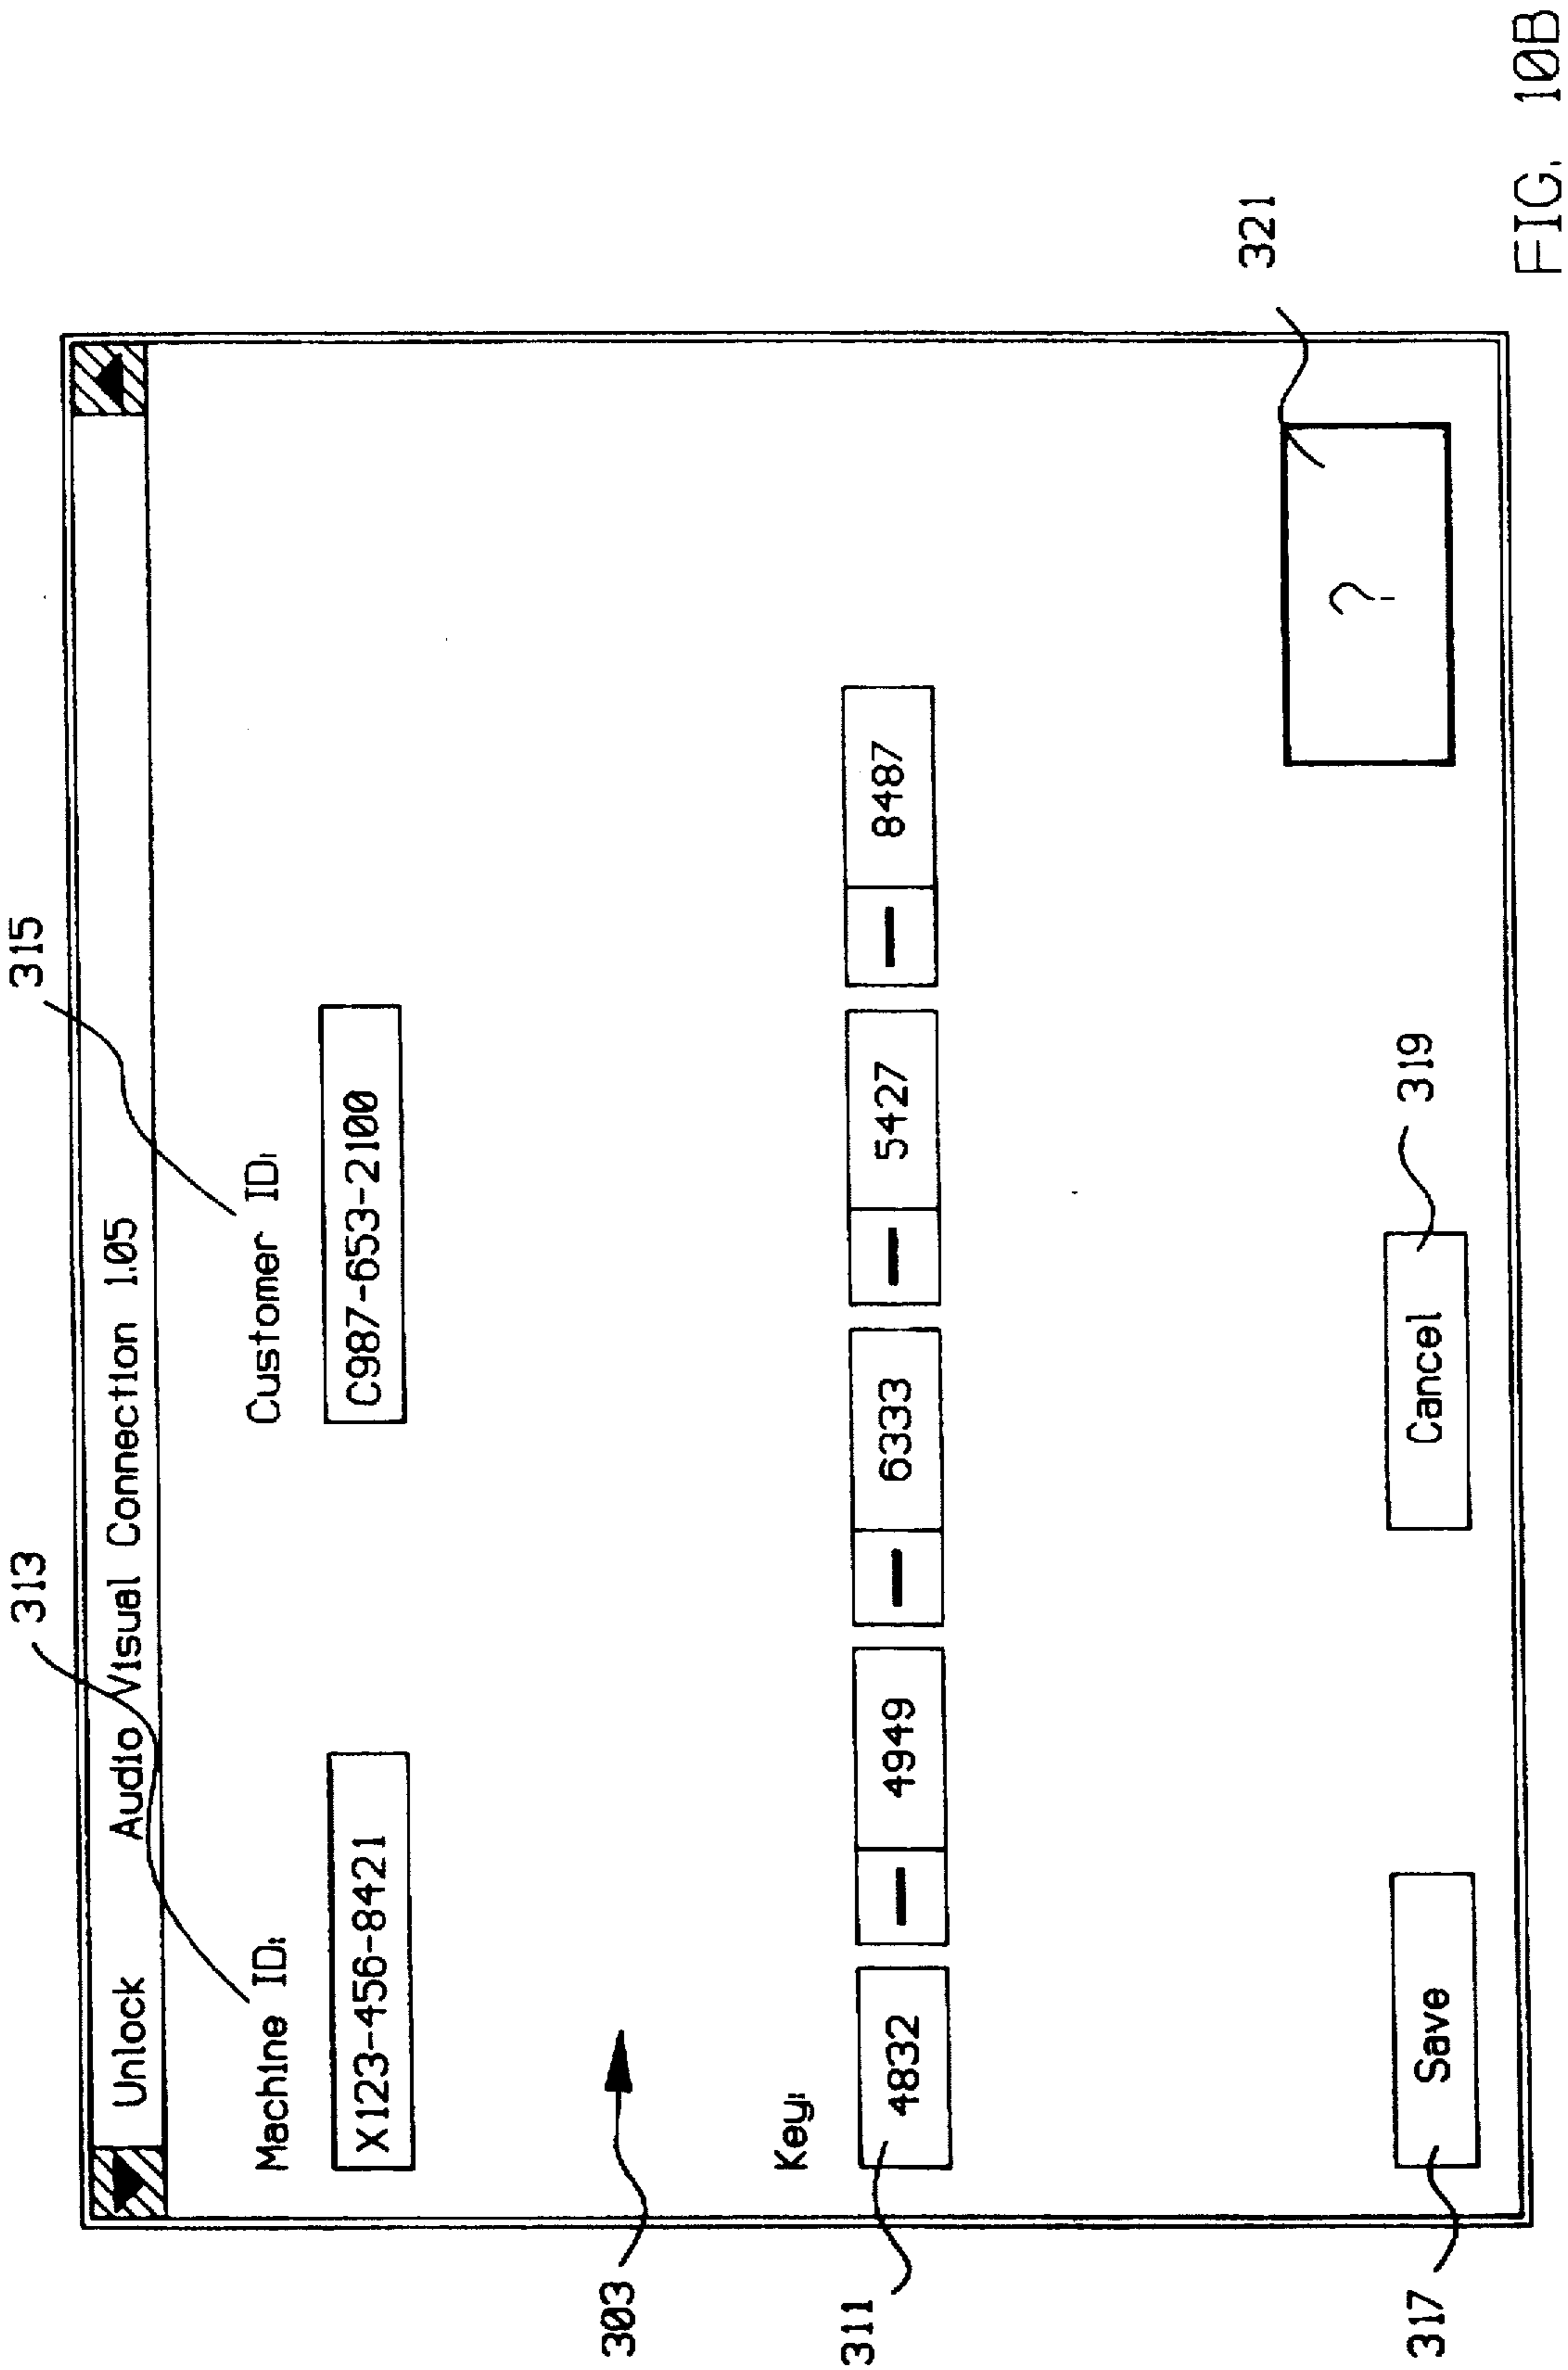 313 315
Unlock Audio Visual Connection 1.05
Machine ID: Customer ID:
X123-456-8421 C987-653-2100
303
Key:
311
4832 — 4949 — 6333 — 5427 — 8487
321
?
317 Save Cancel 319
FIG. 10B